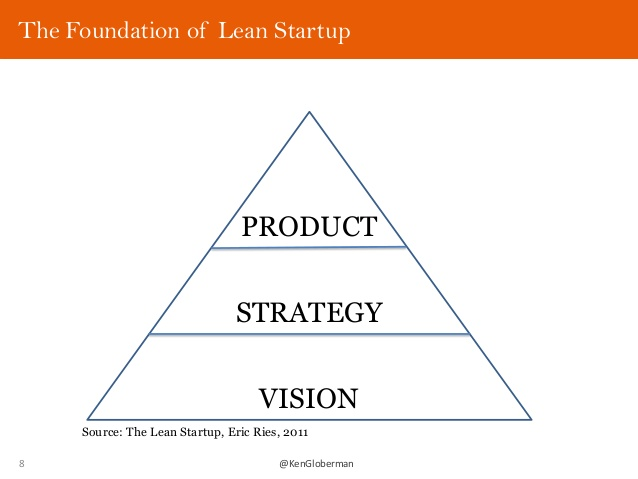 The Foundation of Lean Startup
PRODUCT
STRATEGY
VISION
Source: The Lean Startup, Eric Ries, 2011
8
@KenGloberman